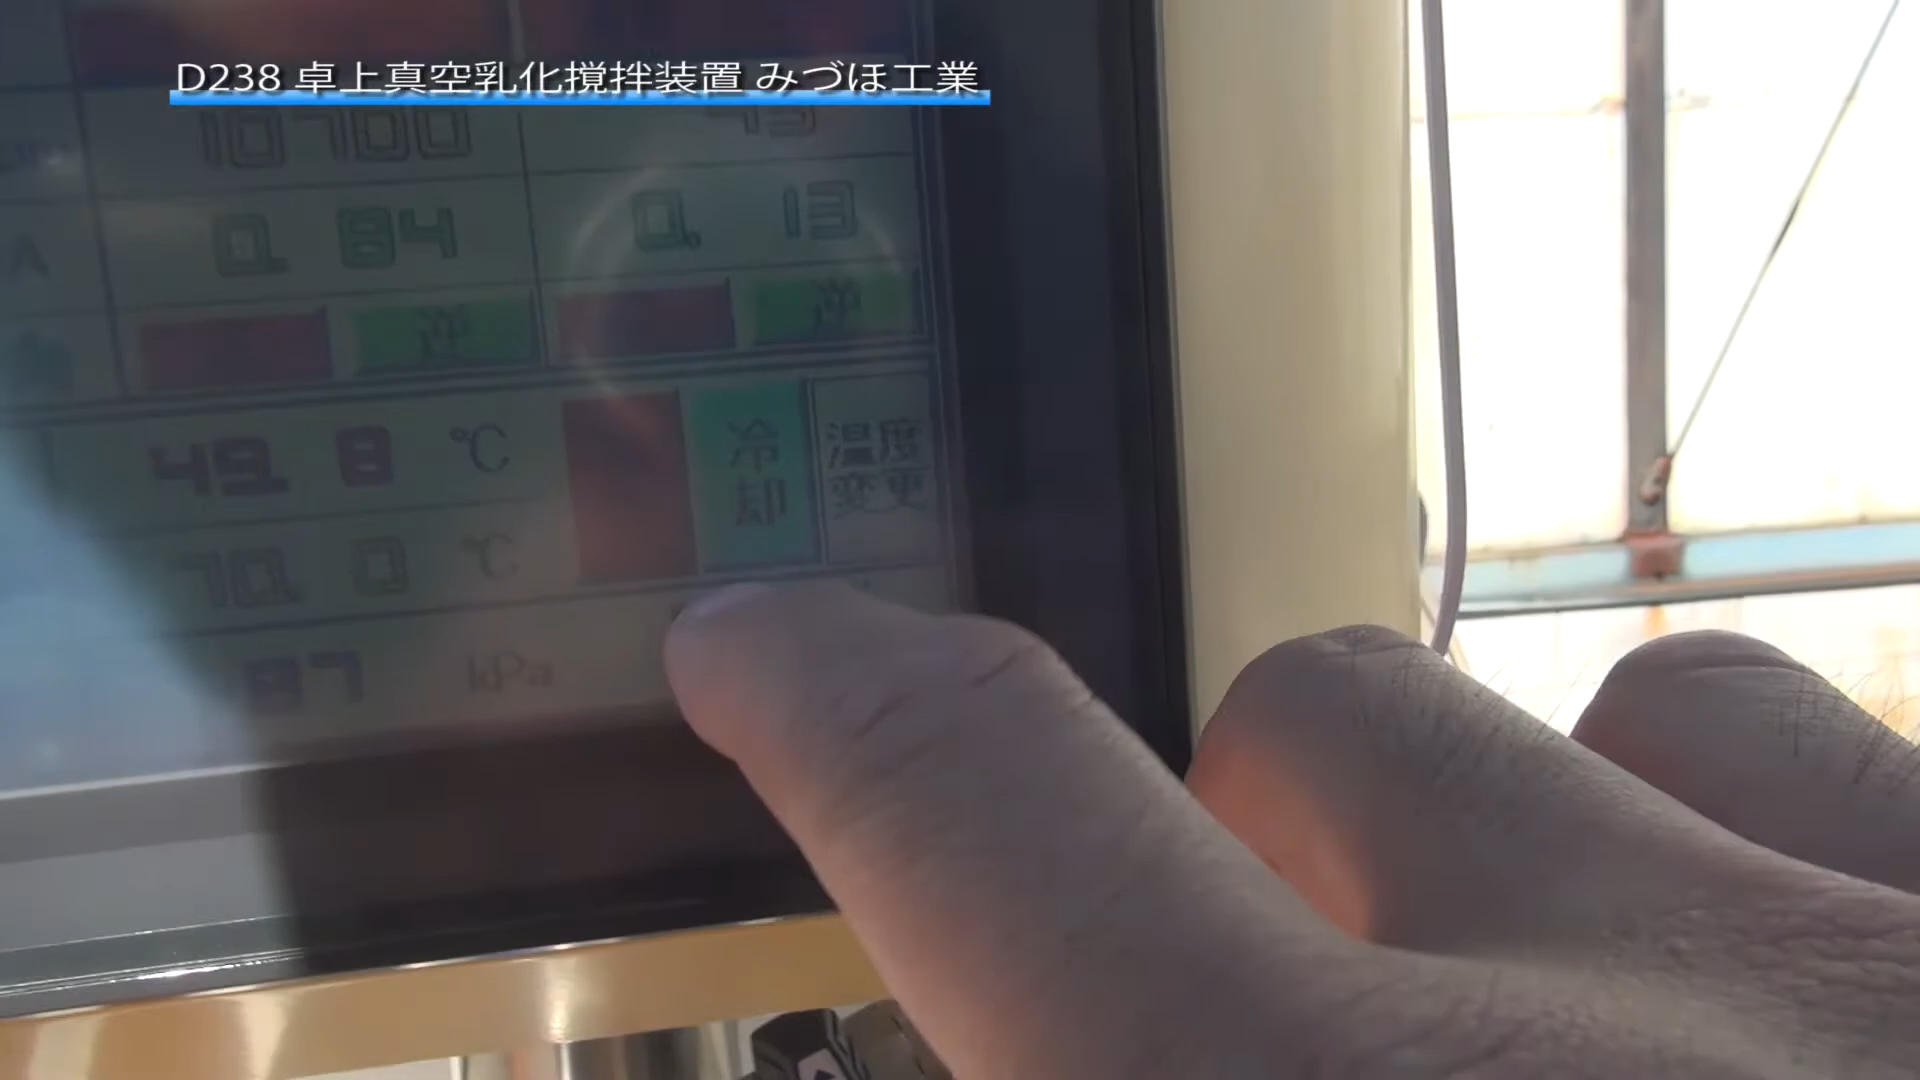 D238 卓上真空乳化撹拌装置 みづほ工業
10700
0. 84 0. 13
A
逆 逆
49. 8 ℃ 冷却 温度変更
70. 0 ℃
kPa